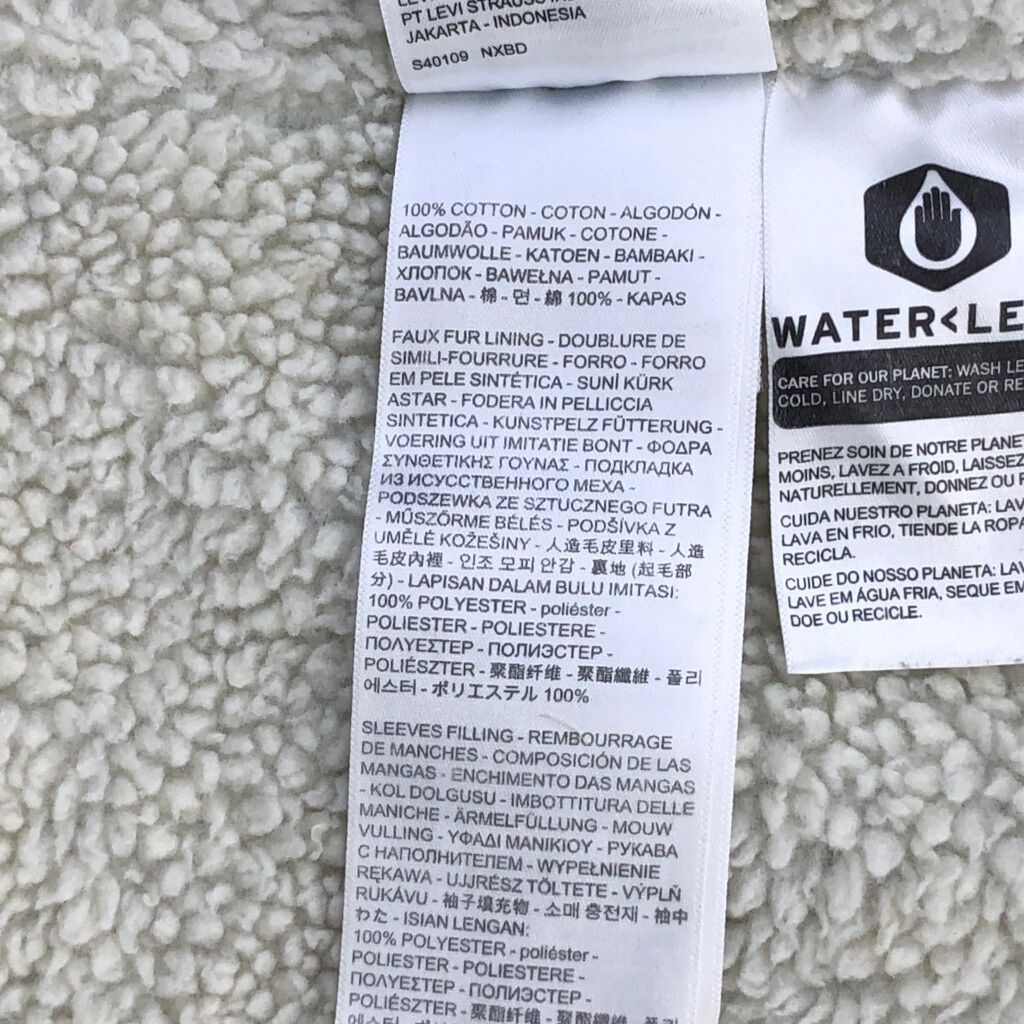 PT LEVI STRAUSS
JAKARTA - INDONESIA
S40109 NXBD
100% COTTON - COTON - ALGODÓN -
ALGODÃO - PAMUK - COTONE -
BAUMWOLLE - KATOEN - BAMBAKI -
ХЛОПОК - BAWEŁNA - PAMUT -
BAVLNA - 棉 - 면 - 綿 100% - KAPAS
FAUX FUR LINING - DOUBLURE DE
SIMILI-FOURRURE - FORRO - FORRO
EM PELE SINTÉTICA - SUNİ KÜRK
ASTAR - FODERA IN PELLICCIA
SINTETICA - KUNSTPELZ FÜTTERUNG -
VOERING UIT IMITATIE BONT - ΦΟΔΡΑ
ΣΥΝΘΕΤΙΚΗΣ ΓΟΥΝΑΣ - ПОДКЛАДКА
ИЗ ИСУССТВЕННОГО МЕХА -
PODSZEWKA ZE SZTUCZNEGO FUTRA
- MŰSZŐRME BÉLÉS - PODŠÍVKA Z
UMĚLÉ KOŽEŠINY - 人造毛皮里料 - 人造
毛皮內裡 - 인조 모피 안감 - 裏地 (起毛部
分) - LAPISAN DALAM BULU IMITASI:
100% POLYESTER - poliéster -
POLIESTER - POLIESTERE -
ΠΟΛΥΕΣΤΕΡ - ПОЛИЭСТЕР -
POLIÉSZTER - 聚酯纤维 - 聚酯纖維 - 폴리
에스터 - ポリエステル 100%
SLEEVES FILLING - REMBOURRAGE
DE MANCHES - COMPOSICIÓN DE LAS
MANGAS - ENCHIMENTO DAS MANGAS
- KOL DOLGUSU - IMBOTTITURA DELLE
MANICHE - ÄRMELFÜLLUNG - MOUW
VULLING - ΥΦΑΔΙ ΜΑΝΙΚΙΟΥ - РУКАВА
С НАПОЛНИТЕЛЕМ - WYPEŁNIENIE
RĘKAWA - UJJRÉSZ TÖLTETE - VÝPLŇ
RUKÁVU - 袖子填充物 - 소매 충전재 - 袖中
わた - ISIAN LENGAN:
100% POLYESTER - poliéster -
POLIESTER - POLIESTERE -
ΠΟΛΥΕΣΤΕΡ - ПОЛИЭСТЕР -
POLIÉSZTER - 聚酯纤维 - 聚酯纖維 - 폴리
WATER<LE
CARE FOR OUR PLANET: WASH
COLD, LINE DRY, DONATE OR
PRENEZ SOIN DE NOTRE PLANET
MOINS, LAVEZ A FROID, LAISSEZ
NATURELLEMENT, DONNEZ OU
CUIDA NUESTRO PLANETA:
LAVA EN FRIO, TIENDE LA ROPA
RECICLA.
CUIDE DO NOSSO PLANETA:
LAVE EM ÁGUA FRIA, SEQUE EM
DOE OU RECICLE.